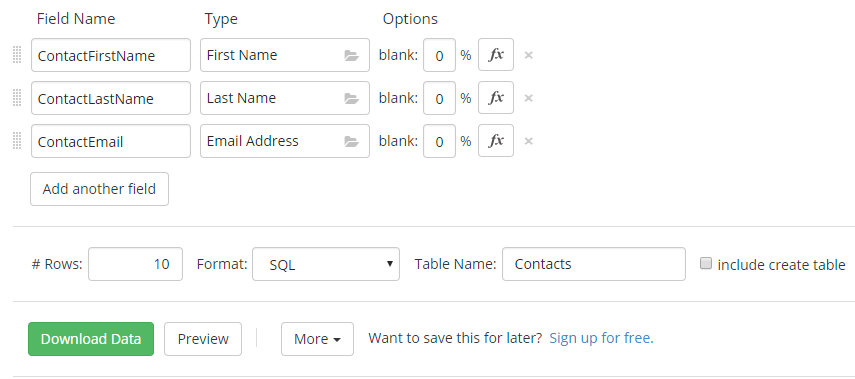 Field Name Type Options
ContactFirstName First Name blank: 0 % fx ×
ContactLastName Last Name blank: 0 % fx ×
ContactEmail Email Address blank: 0 % fx ×
Add another field
# Rows: 10 Format: SQL Table Name: Contacts include create table
Download Data Preview More Want to save this for later? Sign up for free.